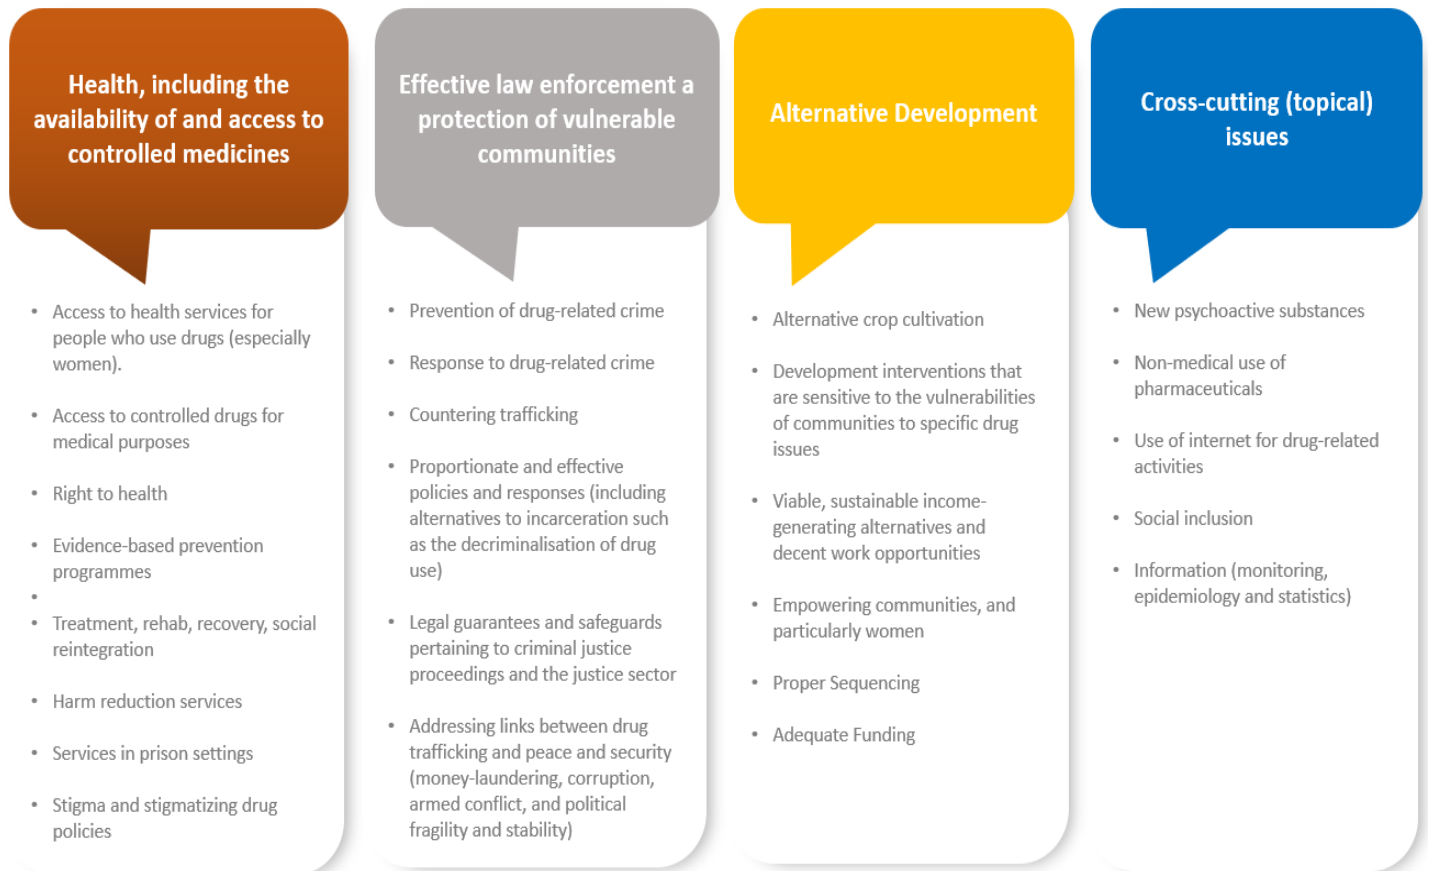 Health, including the
availability of and access to
controlled medicines
• Access to health services for
people who use drugs (especially
women).
• Access to controlled drugs for
medical purposes
• Right to health
• Evidence-based prevention
programmes
•
• Treatment, rehab, recovery, social
reintegration
• Harm reduction services
• Services in prison settings
• Stigma and stigmatizing drug
policies
Effective law enforcement a
protection of vulnerable
communities
• Prevention of drug-related crime
• Response to drug-related crime
• Countering trafficking
• Proportionate and effective
policies and responses (including
alternatives to incarceration such
as the decriminalisation of drug
use)
• Legal guarantees and safeguards
pertaining to criminal justice
proceedings and the justice sector
• Addressing links between drug
trafficking and peace and security
(money-laundering, corruption,
armed conflict, and political
fragility and stability)
Alternative Development
• Alternative crop cultivation
• Development interventions that
are sensitive to the vulnerabilities
of communities to specific drug
issues
• Viable, sustainable income-
generating alternatives and
decent work opportunities
• Empowering communities, and
particularly women
• Proper Sequencing
• Adequate Funding
Cross-cutting (topical)
issues
• New psychoactive substances
• Non-medical use of
pharmaceuticals
• Use of internet for drug-related
activities
• Social inclusion
• Information (monitoring,
epidemiology and statistics)